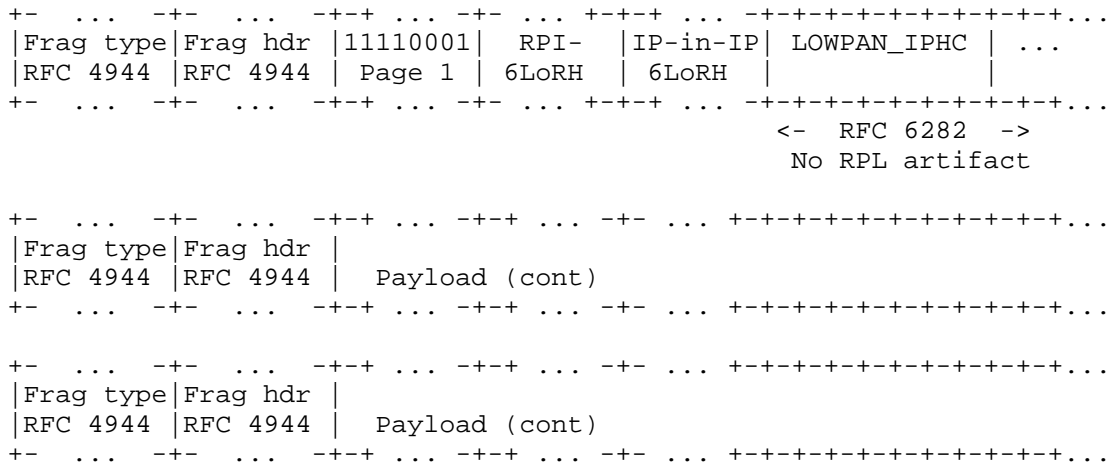 +-  ... -+-  ... -+-+ ... -+- ... +-+-+ ... -+-+-+-+-+-+-+-+-+-+...
|Frag type|Frag hdr |11110001|  RPI-  |IP-in-IP| LOWPAN_IPHC | ...
|RFC 4944 |RFC 4944 | Page 1 | 6LoRH  | 6LoRH  |             |
+-  ... -+-  ... -+-+ ... -+- ... +-+-+ ... -+-+-+-+-+-+-+-+-+-+...
<-  RFC 6282  ->
No RPL artifact
+-  ... -+-  ... -+-+ ... -+-+ ... -+- ... +-+-+-+-+-+-+-+-+-+...
|Frag type|Frag hdr |
|RFC 4944 |RFC 4944 |  Payload (cont)
+-  ... -+-  ... -+-+ ... -+-+ ... -+- ... +-+-+-+-+-+-+-+-+-+...
+-  ... -+-  ... -+-+ ... -+-+ ... -+- ... +-+-+-+-+-+-+-+-+-+...
|Frag type|Frag hdr |
|RFC 4944 |RFC 4944 |  Payload (cont)
+-  ... -+-  ... -+-+ ... -+-+ ... -+- ... +-+-+-+-+-+-+-+-+-+...